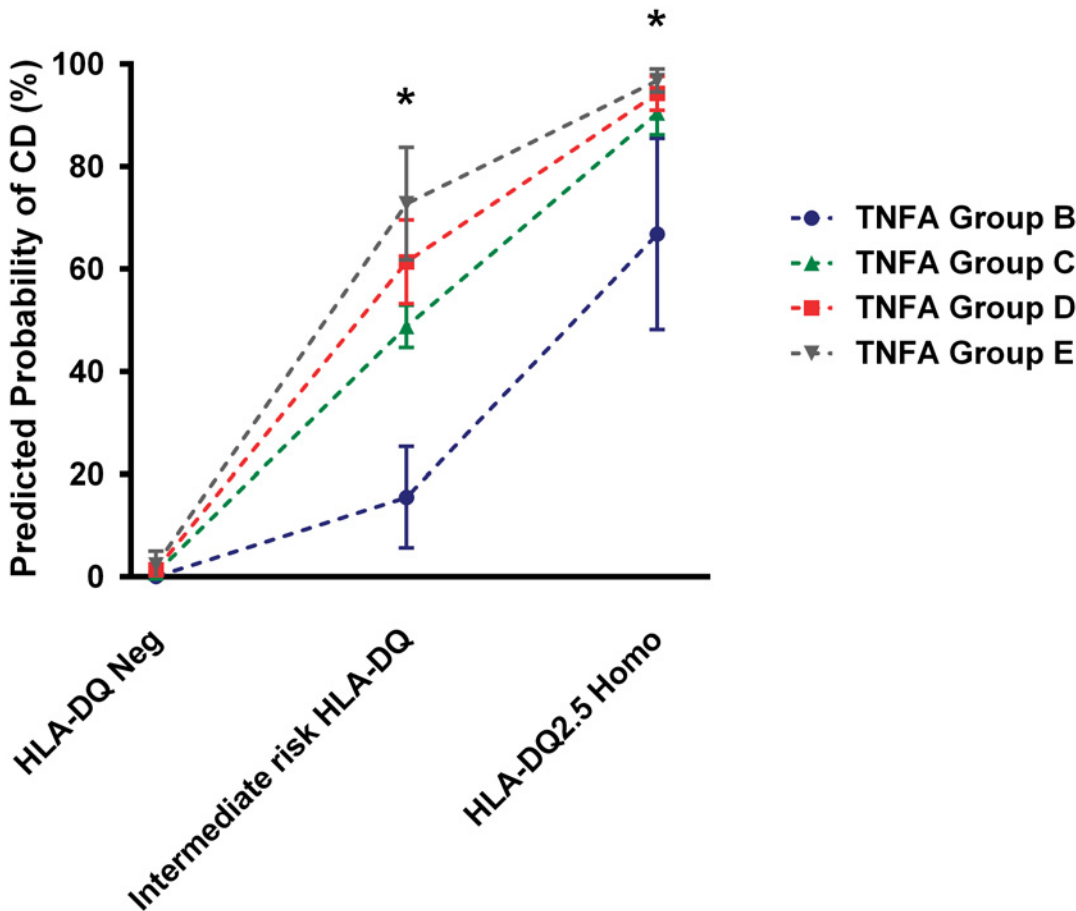 *
*
Predicted Probability of CD (%)
100
80
60
40
20
0
HLA-DQ Neg
Intermediate risk HLA-DQ
HLA-DQ2.5 Homo
TNFA Group B
TNFA Group C
TNFA Group D
TNFA Group E